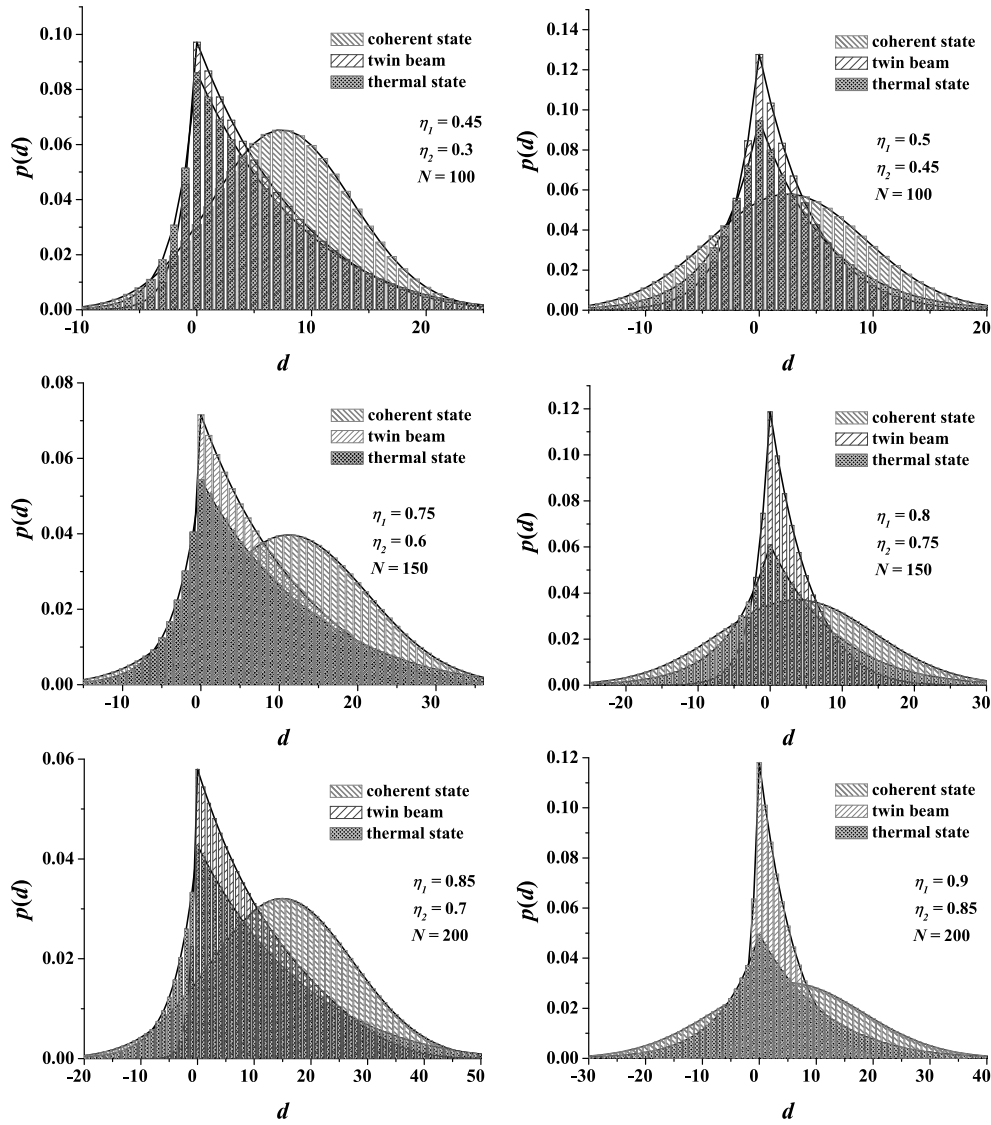 0.10
0.08
0.06
0.04
0.02
0.00
p(d)
coherent state
twin beam
thermal state
η1 = 0.45
η2 = 0.3
N = 100
-10 0 10 20
d
0.14
0.12
0.10
0.08
0.06
0.04
0.02
0.00
p(d)
coherent state
twin beam
thermal state
η1 = 0.5
η2 = 0.45
N = 100
-10 0 10 20
d
0.08
0.06
0.04
0.02
0.00
p(d)
coherent state
twin beam
thermal state
η1 = 0.75
η2 = 0.6
N = 150
-10 0 10 20 30
d
0.12
0.10
0.08
0.06
0.04
0.02
0.00
p(d)
coherent state
twin beam
thermal state
η1 = 0.8
η2 = 0.75
N = 150
-20 -10 0 10 20 30
d
0.06
0.04
0.02
0.00
p(d)
coherent state
twin beam
thermal state
η1 = 0.85
η2 = 0.7
N = 200
-20 -10 0 10 20 30 40 50
d
0.12
0.10
0.08
0.06
0.04
0.02
0.00
p(d)
coherent state
twin beam
thermal state
η1 = 0.9
η2 = 0.85
N = 200
-30 -20 -10 0 10 20 30 40
d